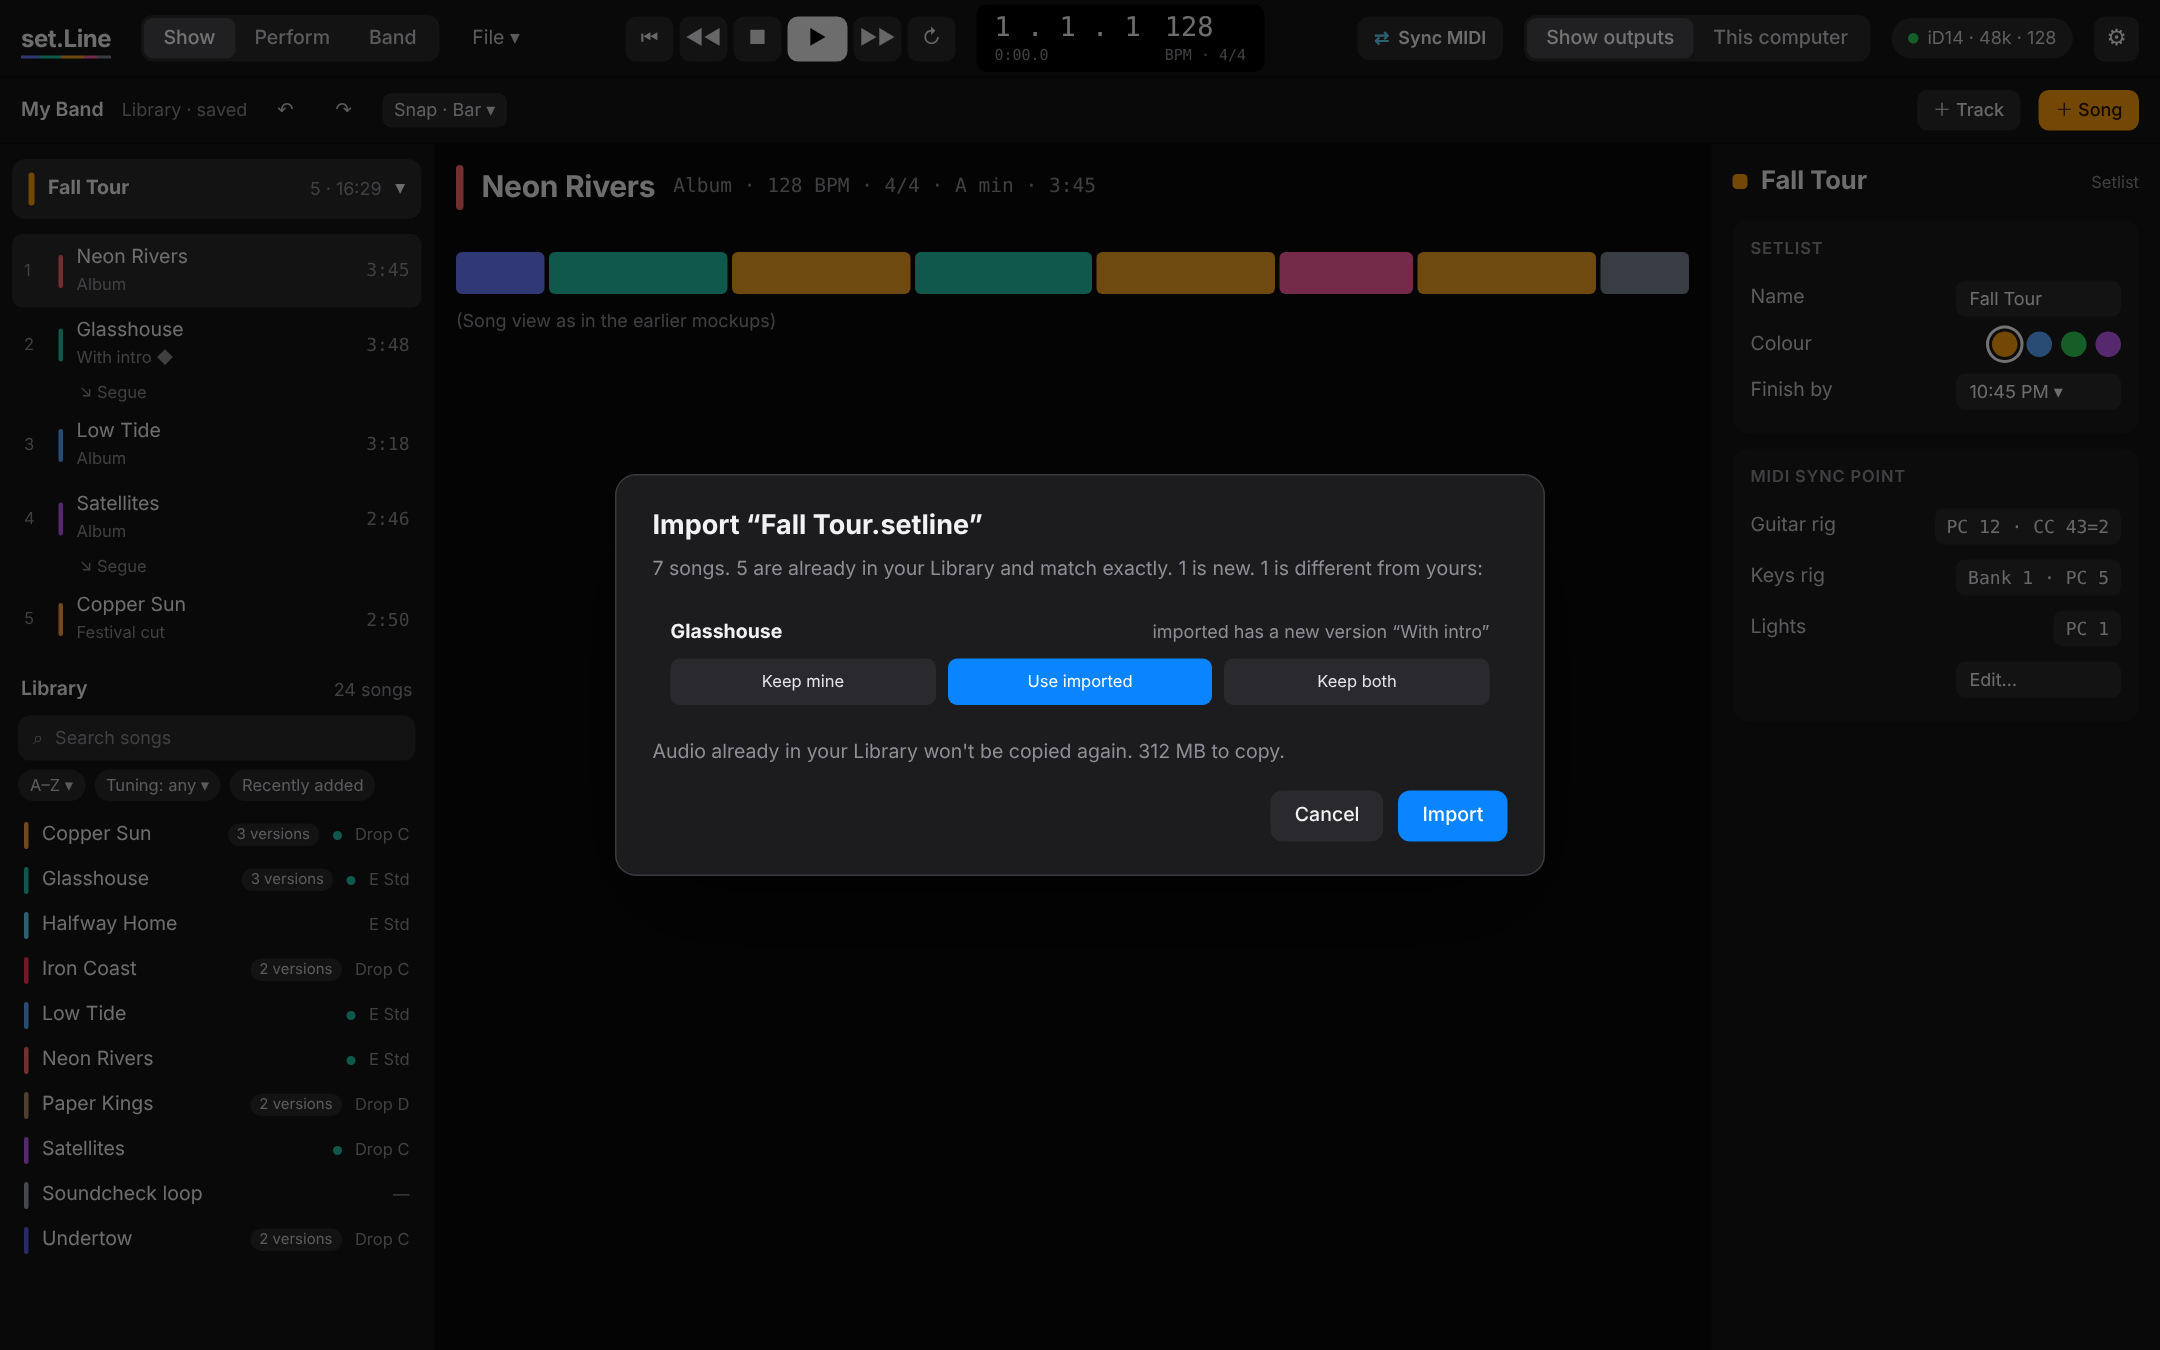 set.Line Show Perform Band File ▾ 1 . 1 . 1 128 ⇄ Sync MIDI Show outputs This computer iD14 · 48k · 128
0:00.0 BPM · 4/4
My Band Library · saved Snap · Bar ▾ + Track + Song
Fall Tour 5 · 16:29 ▾
1 Neon Rivers 3:45
Album
2 Glasshouse 3:48
With intro ◆
↘ Segue
3 Low Tide 3:18
Album
4 Satellites 2:46
Album
↘ Segue
5 Copper Sun 2:50
Festival cut
Library 24 songs
Search songs
A–Z ▾ Tuning: any ▾ Recently added
Copper Sun 3 versions Drop C
Glasshouse 3 versions E Std
Halfway Home E Std
Iron Coast 2 versions Drop C
Low Tide E Std
Neon Rivers E Std
Paper Kings 2 versions Drop D
Satellites Drop C
Soundcheck loop —
Undertow 2 versions Drop C
Neon Rivers Album · 128 BPM · 4/4 · A min · 3:45
(Song view as in the earlier mockups)
Import “Fall Tour.setline”
7 songs. 5 are already in your Library and match exactly. 1 is new. 1 is different from yours:
Glasshouse imported has a new version “With intro”
Keep mine Use imported Keep both
Audio already in your Library won't be copied again. 312 MB to copy.
Cancel Import
Fall Tour Setlist
SETLIST
Name Fall Tour
Colour
Finish by 10:45 PM ▾
MIDI SYNC POINT
Guitar rig PC 12 · CC 43=2
Keys rig Bank 1 · PC 5
Lights PC 1
Edit...